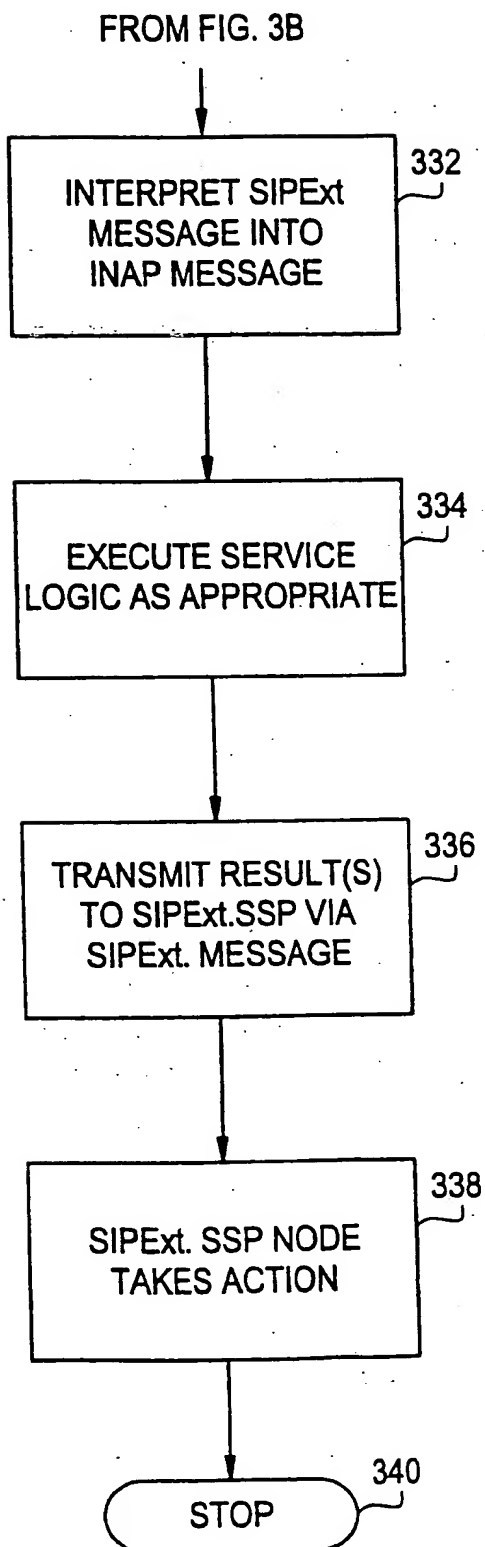 FROM FIG. 3B
332
INTERPRET SIPExt
MESSAGE INTO
INAP MESSAGE
334
EXECUTE SERVICE
LOGIC AS APPROPRIATE
336
TRANSMIT RESULT(S)
TO SIPExt.SSP VIA
SIPExt. MESSAGE
338
SIPExt. SSP NODE
TAKES ACTION
340
STOP